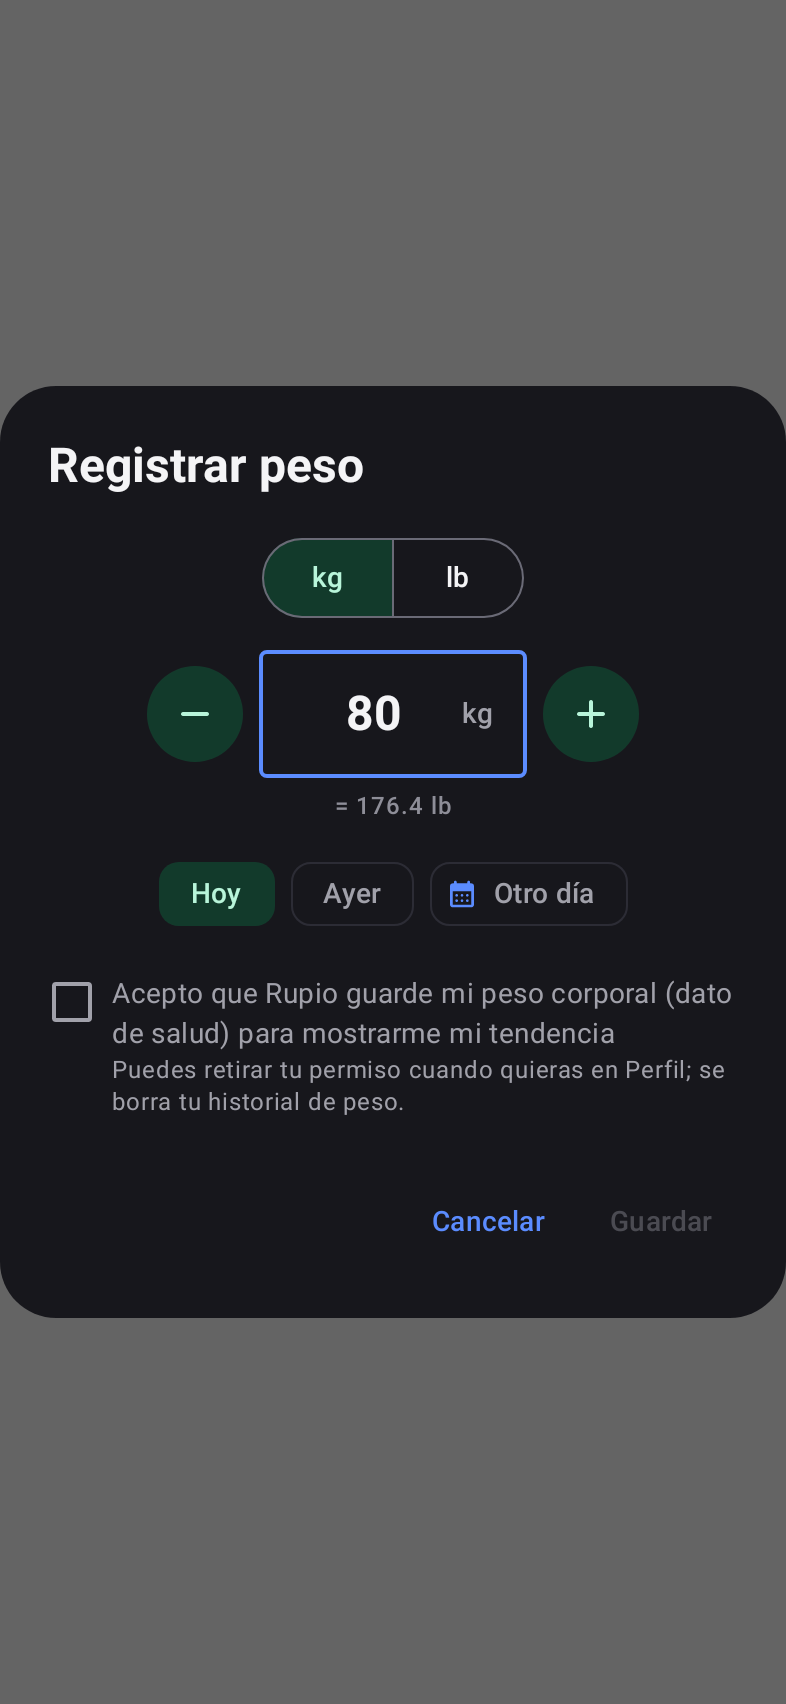 Registrar peso
kg
lb
80 kg
= 176.4 lb
Hoy
Ayer
Otro día
Acepto que Rupio guarde mi peso corporal (dato
de salud) para mostrarme mi tendencia
Puedes retirar tu permiso cuando quieras en Perfil; se
borra tu historial de peso.
Cancelar
Guardar